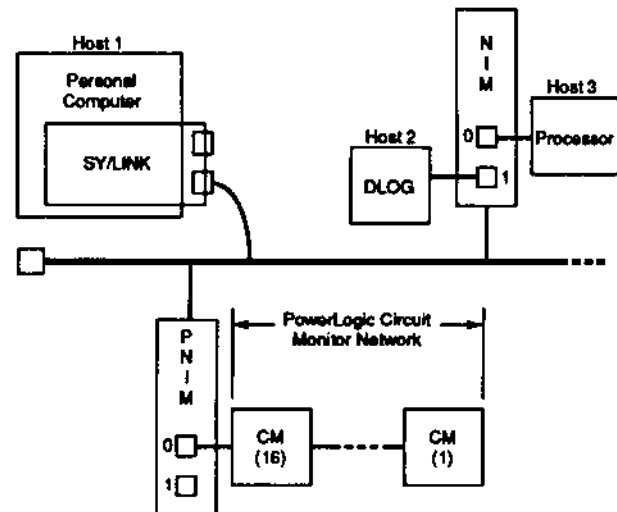 Host 1
Personal
Computer
SY/LINK
N
I
M
Host 3
0
Processor
Host 2
DLOG
1
PowerLogic Circuit
Monitor Network
P
N
I
M
0
CM
(16)
CM
(1)
1